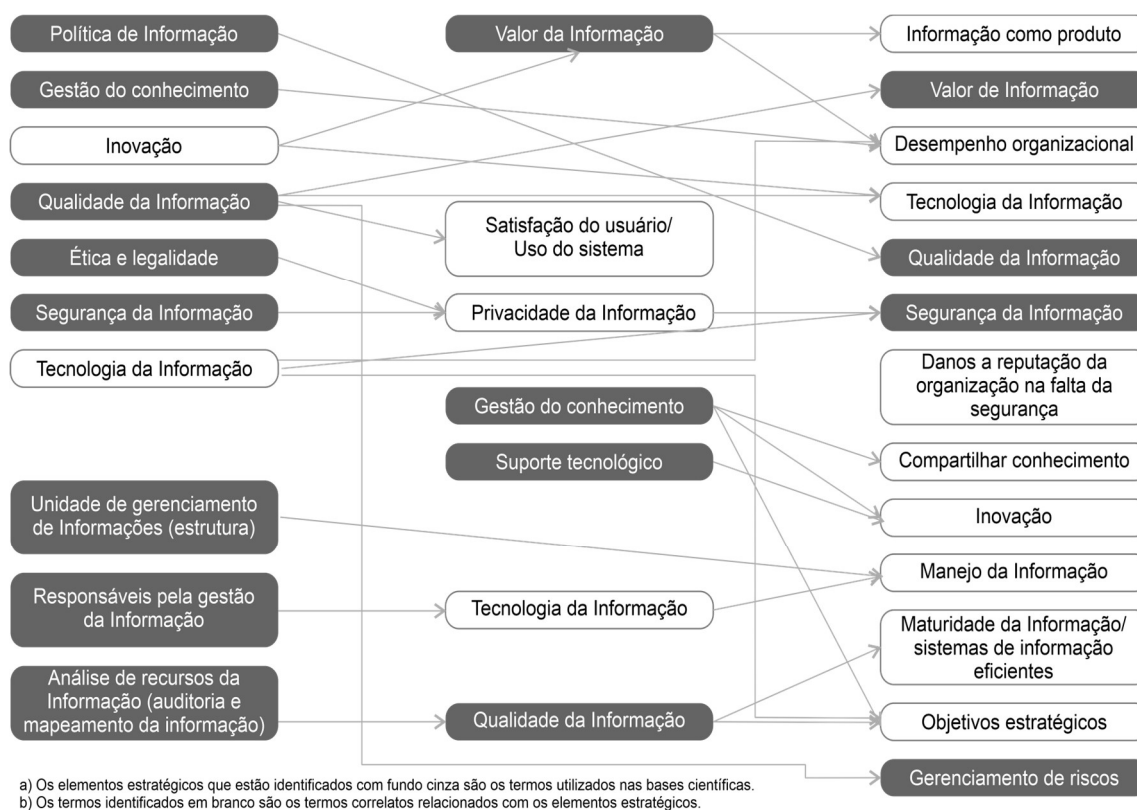 Política de Informação
Gestão do conhecimento
Inovação
Qualidade da Informação
Ética e legalidade
Segurança da Informação
Tecnologia da Informação
Unidade de gerenciamento
de Informações (estrutura)
Responsáveis pela gestão
da Informação
Análise de recursos da
Informação (auditoria e
mapeamento da informação)
Valor da Informação
Satisfação do usuário/
Uso do sistema
Privacidade da Informação
Gestão do conhecimento
Suporte tecnológico
Tecnologia da Informação
Qualidade da Informação
Informação como produto
Valor de Informação
Desempenho organizacional
Tecnologia da Informação
Qualidade da Informação
Segurança da Informação
Danos a reputação da
organização na falta da
segurança
Compartilhar conhecimento
Inovação
Manejo da Informação
Maturidade da Informação/
sistemas de informação
eficientes
Objetivos estratégicos
Gerenciamento de riscos
a) Os elementos estratégicos que estão identificados com fundo cinza são os termos utilizados nas bases científicas.
b) Os termos identificados em branco são os termos correlatos relacionados com os elementos estratégicos.